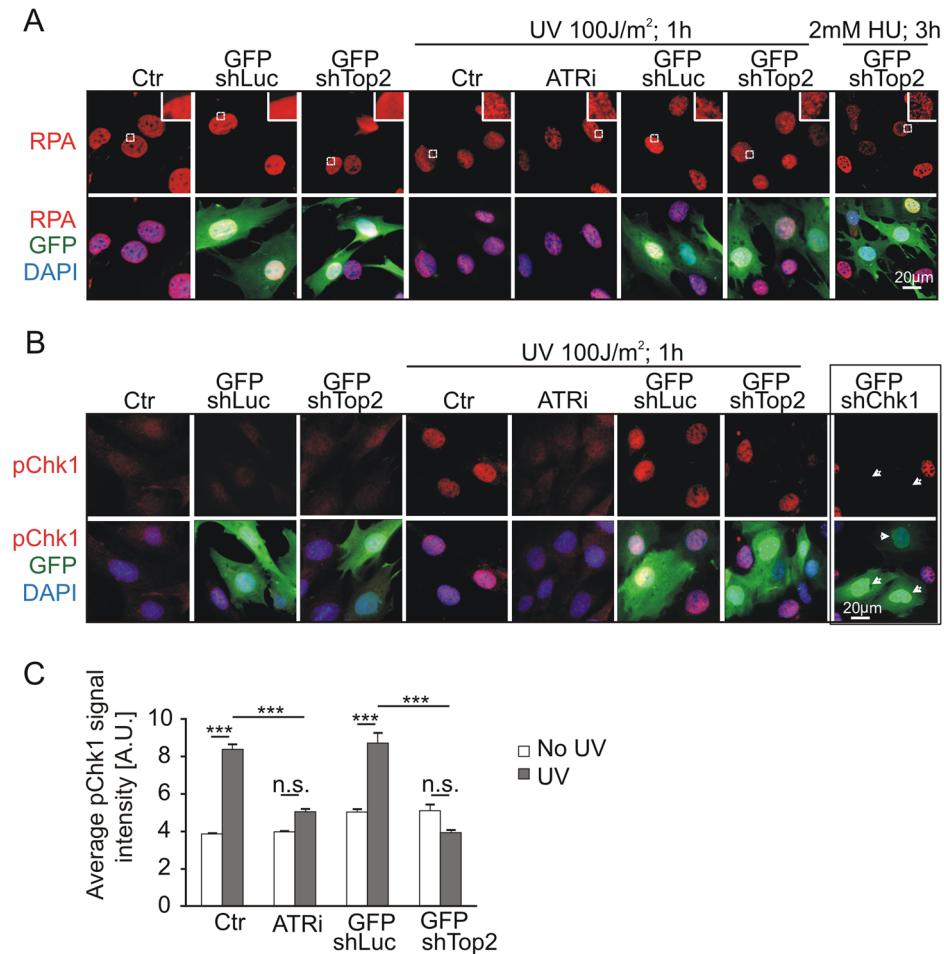 A
UV 100J/m²; 1h
2mM HU; 3h
Ctr
GFP
shLuc
GFP
shTop2
Ctr
ATRi
GFP
shLuc
GFP
shTop2
GFP
shTop2
RPA
RPA
GFP
DAPI
20µm
B
UV 100J/m²; 1h
Ctr
GFP
shLuc
GFP
shTop2
Ctr
ATRi
GFP
shLuc
GFP
shTop2
GFP
shChk1
pChk1
pChk1
GFP
DAPI
20µm
C
Average pChk1 signal
intensity [A.U.]
10
8
6
4
2
0
***
***
n.s.
***
***
n.s.
No UV
UV
Ctr
ATRi
GFP
shLuc
GFP
shTop2